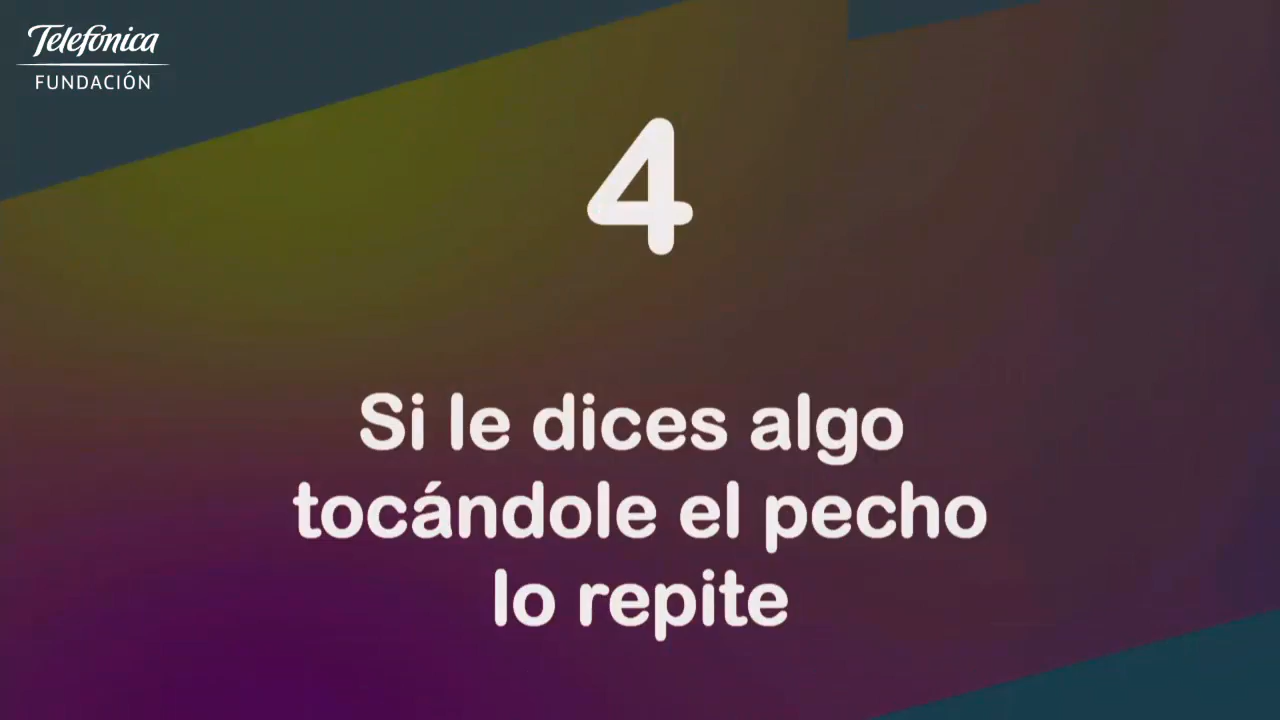 Telefónica
FUNDACIÓN
4
Si le dices algo
tocándole el pecho
lo repite